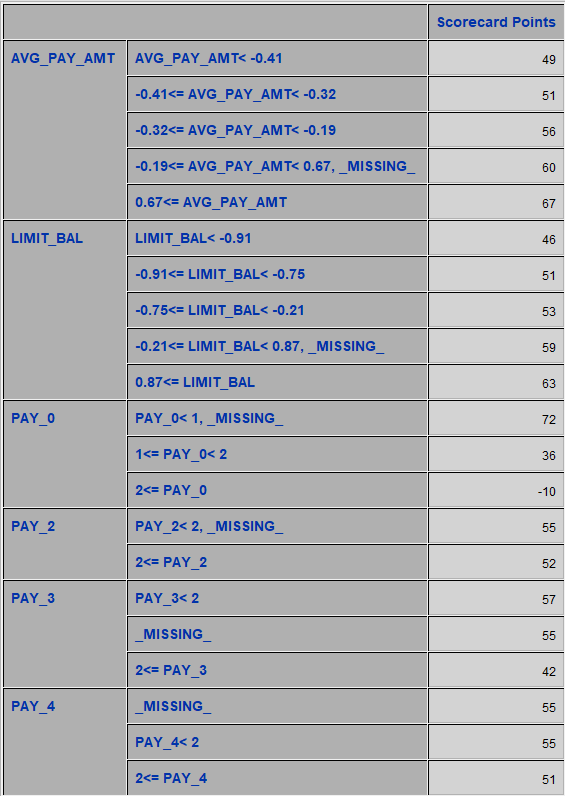 Scorecard Points
AVG_PAY_AMT AVG_PAY_AMT< -0.41 49
-0.41<= AVG_PAY_AMT< -0.32 51
-0.32<= AVG_PAY_AMT< -0.19 56
-0.19<= AVG_PAY_AMT< 0.67, _MISSING_ 60
0.67<= AVG_PAY_AMT 67
LIMIT_BAL LIMIT_BAL< -0.91 46
-0.91<= LIMIT_BAL< -0.75 51
-0.75<= LIMIT_BAL< -0.21 53
-0.21<= LIMIT_BAL< 0.87, _MISSING_ 59
0.87<= LIMIT_BAL 63
PAY_0 PAY_0< 1, _MISSING_ 72
1<= PAY_0< 2 36
2<= PAY_0 -10
PAY_2 PAY_2< 2, _MISSING_ 55
2<= PAY_2 52
PAY_3 PAY_3< 2 57
_MISSING_ 55
2<= PAY_3 42
PAY_4 _MISSING_ 55
PAY_4< 2 55
2<= PAY_4 51